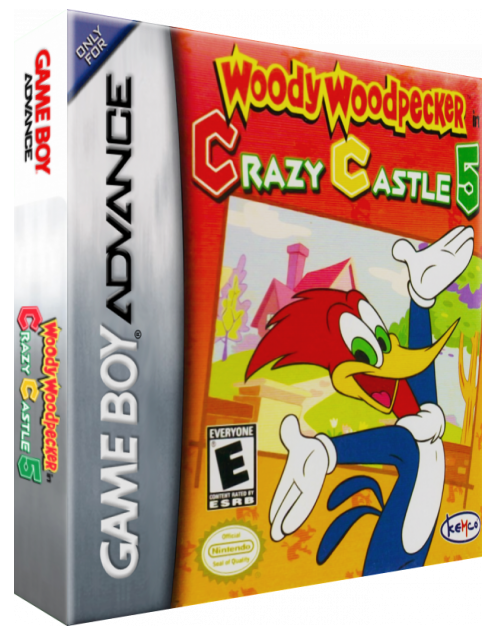 GAME BOY
ADVANCE
Woody Woodpecker in
CRAZY CASTLE 5
ONLY
FOR
GAME BOY ADVANCE
Woody Woodpecker in
CRAZY CASTLE 5
EVERYONE
E
CONTENT RATED BY
ESRB
Official
Nintendo
Seal of Quality
KEMCO